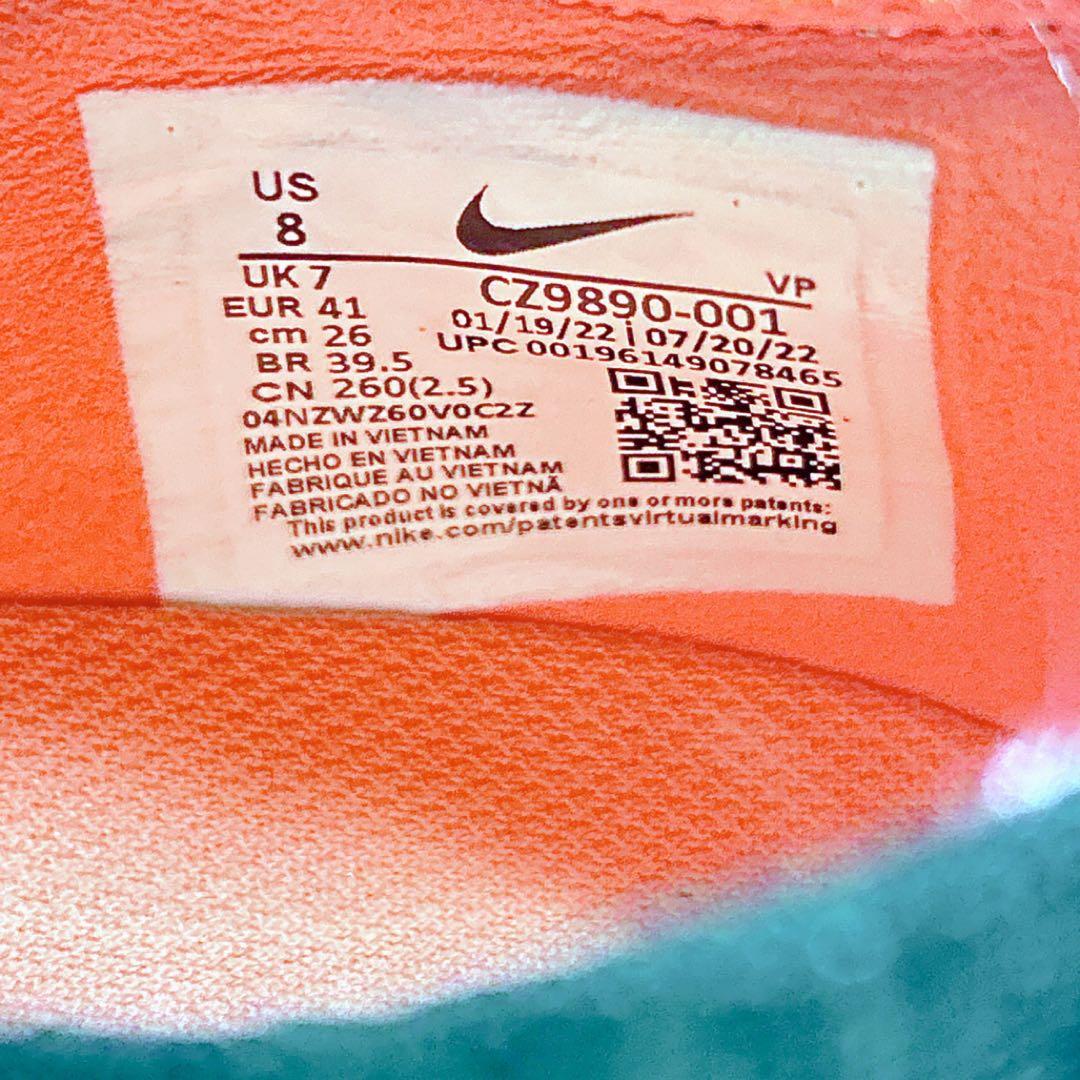 US
8
UK 7
EUR 41
cm 26
BR 39.5
CN 260(2.5)
04NZWZ60V0C2Z
MADE IN VIETNAM
HECHO EN VIETNAM
FABRIQUE AU VIETNAM
FABRICADO NO VIETNÃ
VP
CZ9890-001
01/19/22 | 07/20/22
UPC 00196149078465
This product is covered by one or more patents:
www.nike.com/patentsvirtualmarking